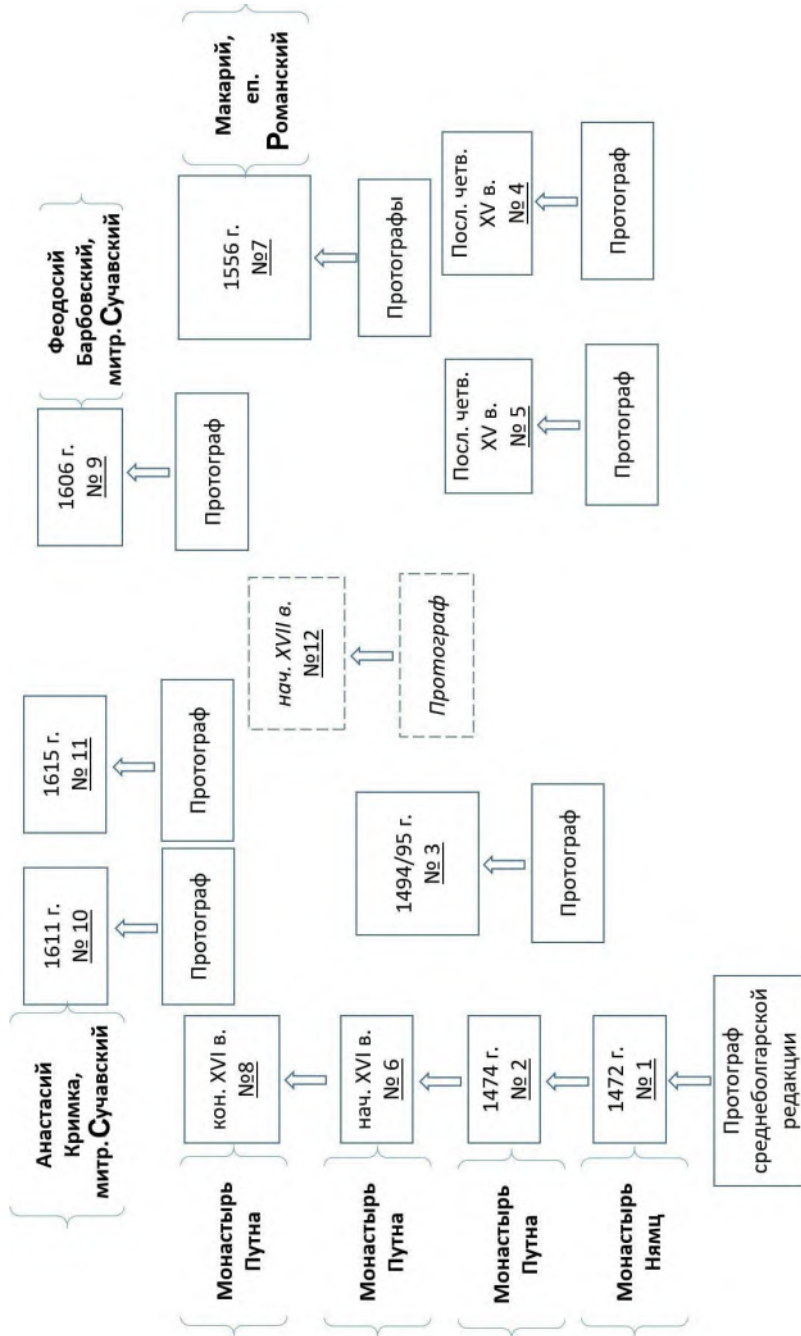 Анастасий
Кримка,
митр. Сучавский
1611 г.
№ 10
Протограф
1615 г.
№ 11
Протограф
1606 г.
№ 9
Протограф
Феодосий
Барбовский,
митр. Сучавский
Монастырь
Путна
кон. XVI в.
№8
нач. XVII в.
№12
Протограф
1556 г.
№7
Протографы
Макарий,
еп.
Романский
Монастырь
Путна
нач. XVI в.
№ 6
1494/95 г.
№ 3
Протограф
Монастырь
Путна
1474 г.
№ 2
Посл. четв.
XV в.
№ 5
Протограф
Посл. четв.
XV в.
№ 4
Протограф
Монастырь
Нямц
1472 г.
№ 1
Протограф
среднеболгарской
редакции